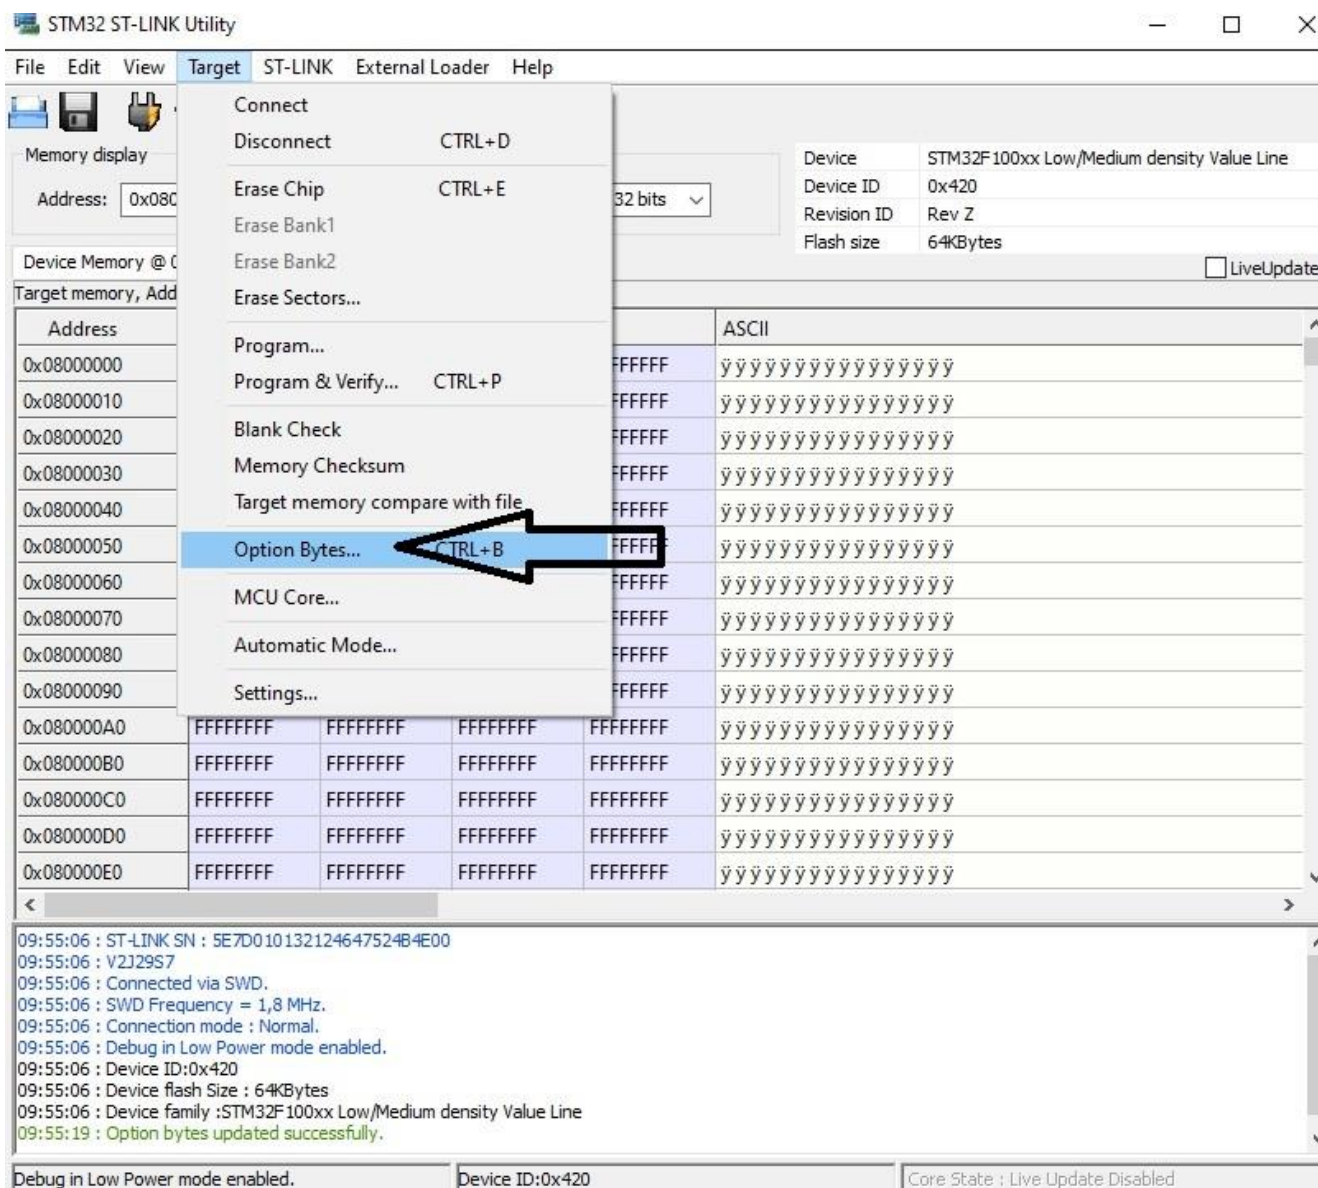 STM32 ST-LINK Utility
File Edit View Target ST-LINK External Loader Help
Connect
Disconnect CTRL+D
Erase Chip CTRL+E
Erase Bank1
Erase Bank2
Erase Sectors...
Program...
Program & Verify... CTRL+P
Blank Check
Memory Checksum
Target memory compare with file
Option Bytes... CTRL+B
MCU Core...
Automatic Mode...
Settings...
Memory display
Address: 0x080 32 bits
Device STM32F100xx Low/Medium density Value Line
Device ID 0x420
Revision ID Rev Z
Flash size 64KBytes
Device Memory @ LiveUpdate
Target memory, Add
Address ASCII
0x08000000 FFFFFF ÿÿÿÿÿÿÿÿÿÿÿÿÿÿÿÿ
0x08000010 FFFFFF ÿÿÿÿÿÿÿÿÿÿÿÿÿÿÿÿ
0x08000020 FFFFFF ÿÿÿÿÿÿÿÿÿÿÿÿÿÿÿÿ
0x08000030 FFFFFF ÿÿÿÿÿÿÿÿÿÿÿÿÿÿÿÿ
0x08000040 FFFFFF ÿÿÿÿÿÿÿÿÿÿÿÿÿÿÿÿ
0x08000050 FFFFFF ÿÿÿÿÿÿÿÿÿÿÿÿÿÿÿÿ
0x08000060 FFFFFF ÿÿÿÿÿÿÿÿÿÿÿÿÿÿÿÿ
0x08000070 FFFFFF ÿÿÿÿÿÿÿÿÿÿÿÿÿÿÿÿ
0x08000080 FFFFFF ÿÿÿÿÿÿÿÿÿÿÿÿÿÿÿÿ
0x08000090 FFFFFF ÿÿÿÿÿÿÿÿÿÿÿÿÿÿÿÿ
0x080000A0 FFFFFFFF FFFFFFFF FFFFFFFF FFFFFFFF ÿÿÿÿÿÿÿÿÿÿÿÿÿÿÿÿ
0x080000B0 FFFFFFFF FFFFFFFF FFFFFFFF FFFFFFFF ÿÿÿÿÿÿÿÿÿÿÿÿÿÿÿÿ
0x080000C0 FFFFFFFF FFFFFFFF FFFFFFFF FFFFFFFF ÿÿÿÿÿÿÿÿÿÿÿÿÿÿÿÿ
0x080000D0 FFFFFFFF FFFFFFFF FFFFFFFF FFFFFFFF ÿÿÿÿÿÿÿÿÿÿÿÿÿÿÿÿ
0x080000E0 FFFFFFFF FFFFFFFF FFFFFFFF FFFFFFFF ÿÿÿÿÿÿÿÿÿÿÿÿÿÿÿÿ
09:55:06 : ST-LINK SN : 5E7D010132124647524B4E00
09:55:06 : V2J29S7
09:55:06 : Connected via SWD.
09:55:06 : SWD Frequency = 1,8 MHz.
09:55:06 : Connection mode : Normal.
09:55:06 : Debug in Low Power mode enabled.
09:55:06 : Device ID:0x420
09:55:06 : Device flash Size : 64KBytes
09:55:06 : Device family :STM32F100xx Low/Medium density Value Line
09:55:19 : Option bytes updated successfully.
Debug in Low Power mode enabled. Device ID:0x420 Core State : Live Update Disabled